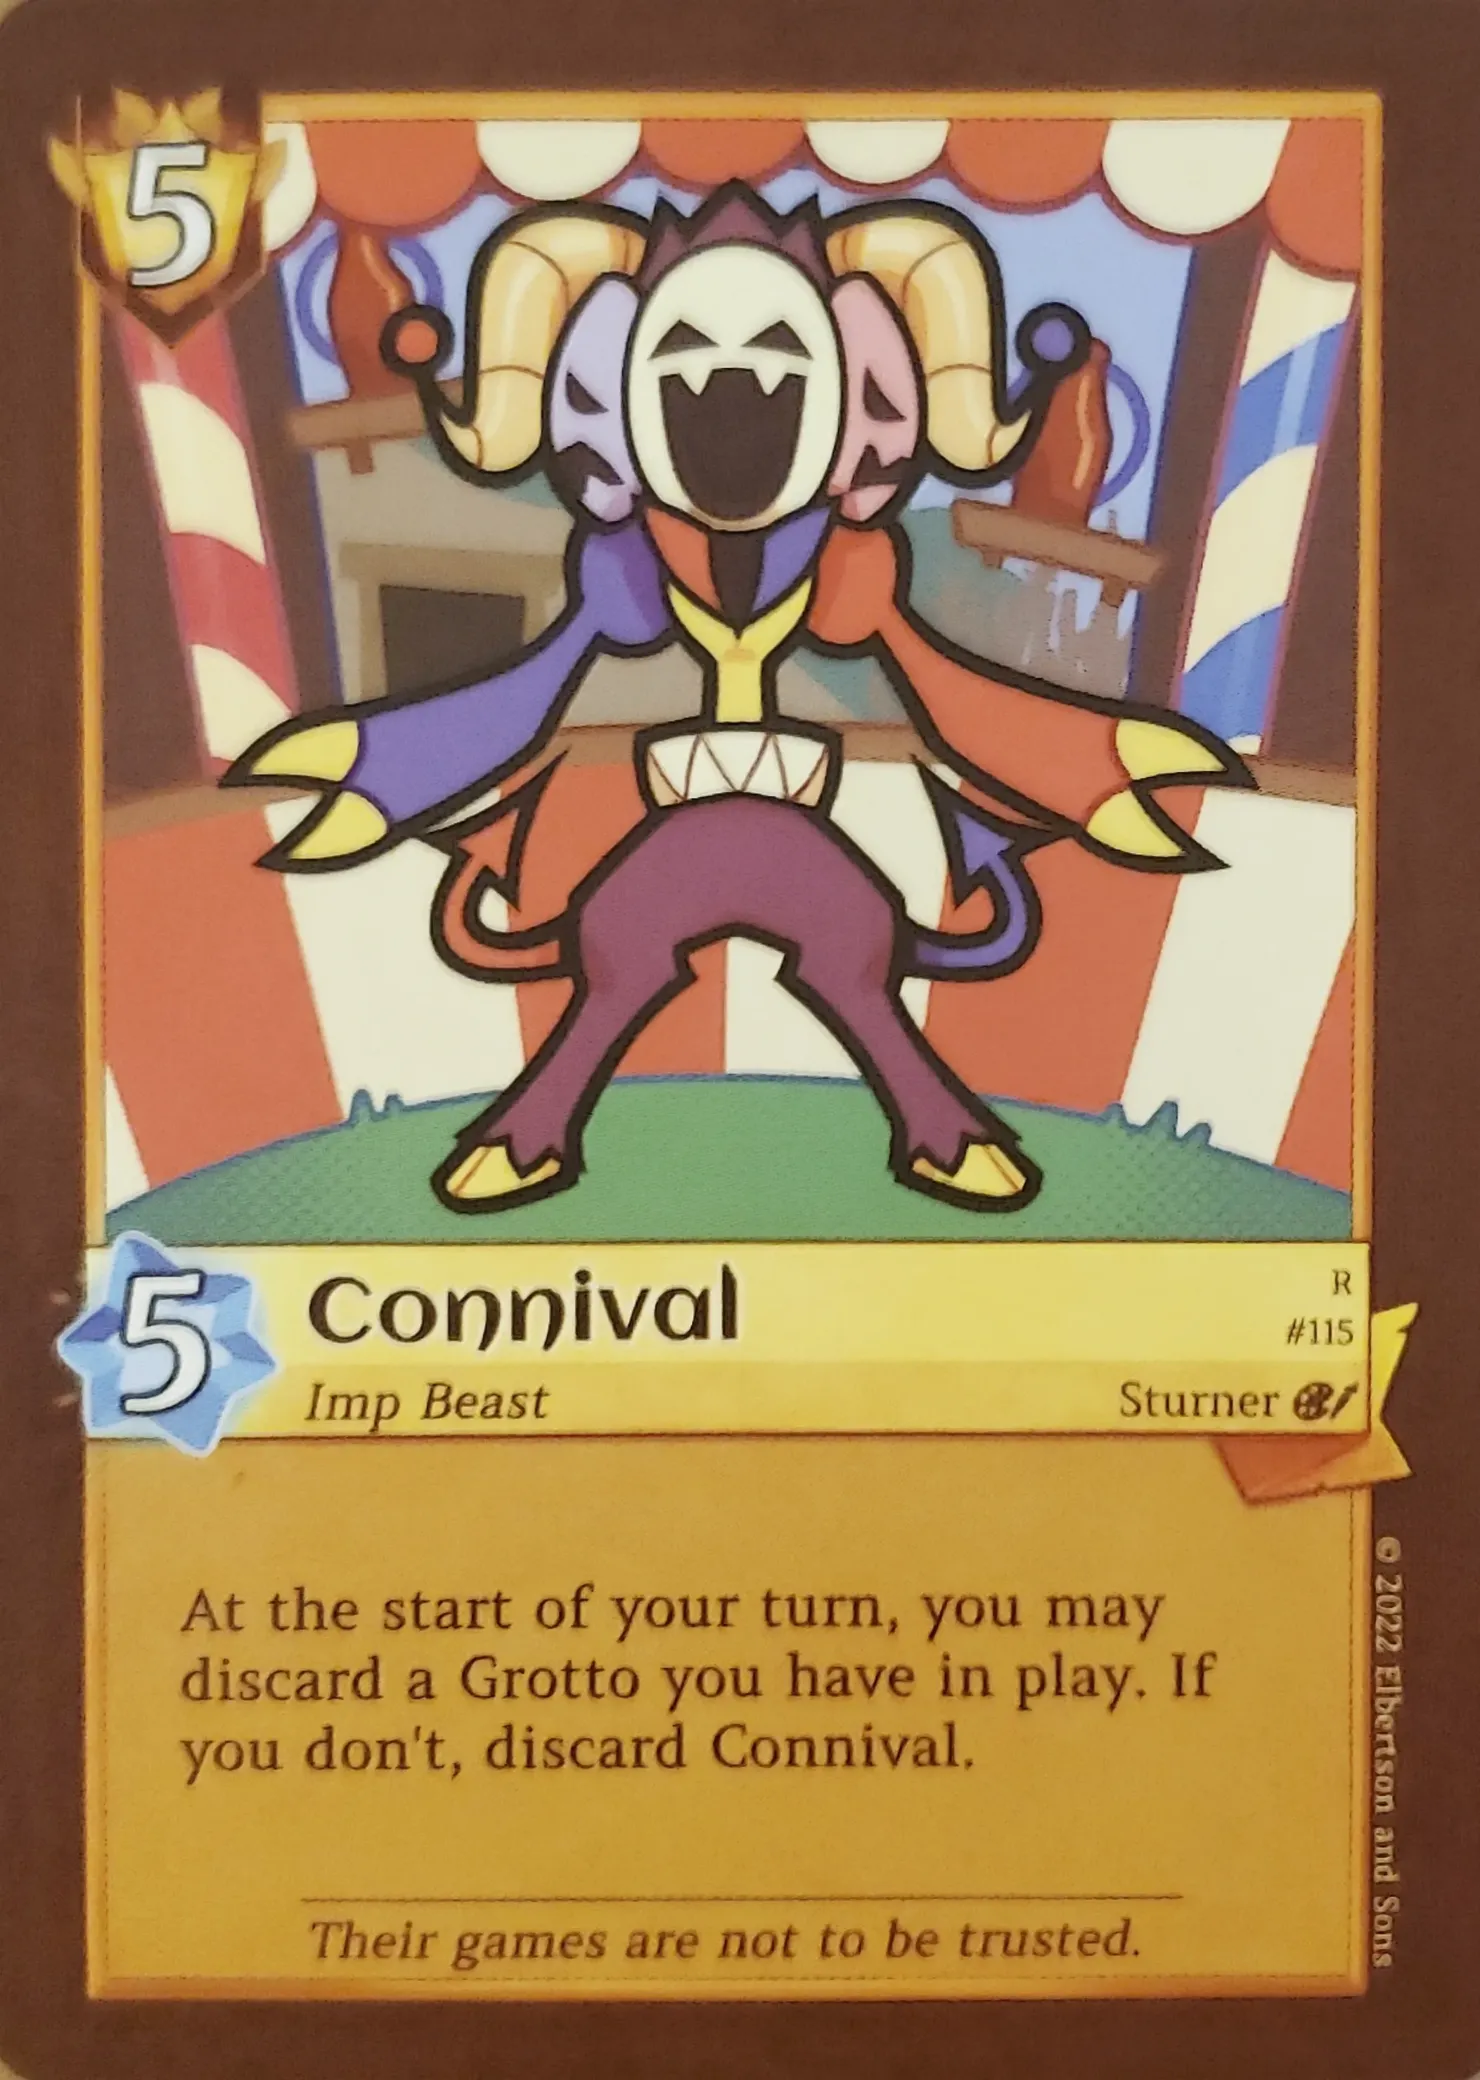 5
5
Connival
R
#115
Imp Beast
Sturner
At the start of your turn, you may
discard a Grotto you have in play. If
you don't, discard Connival.
Their games are not to be trusted.
© 2022 Elbertson and Sons